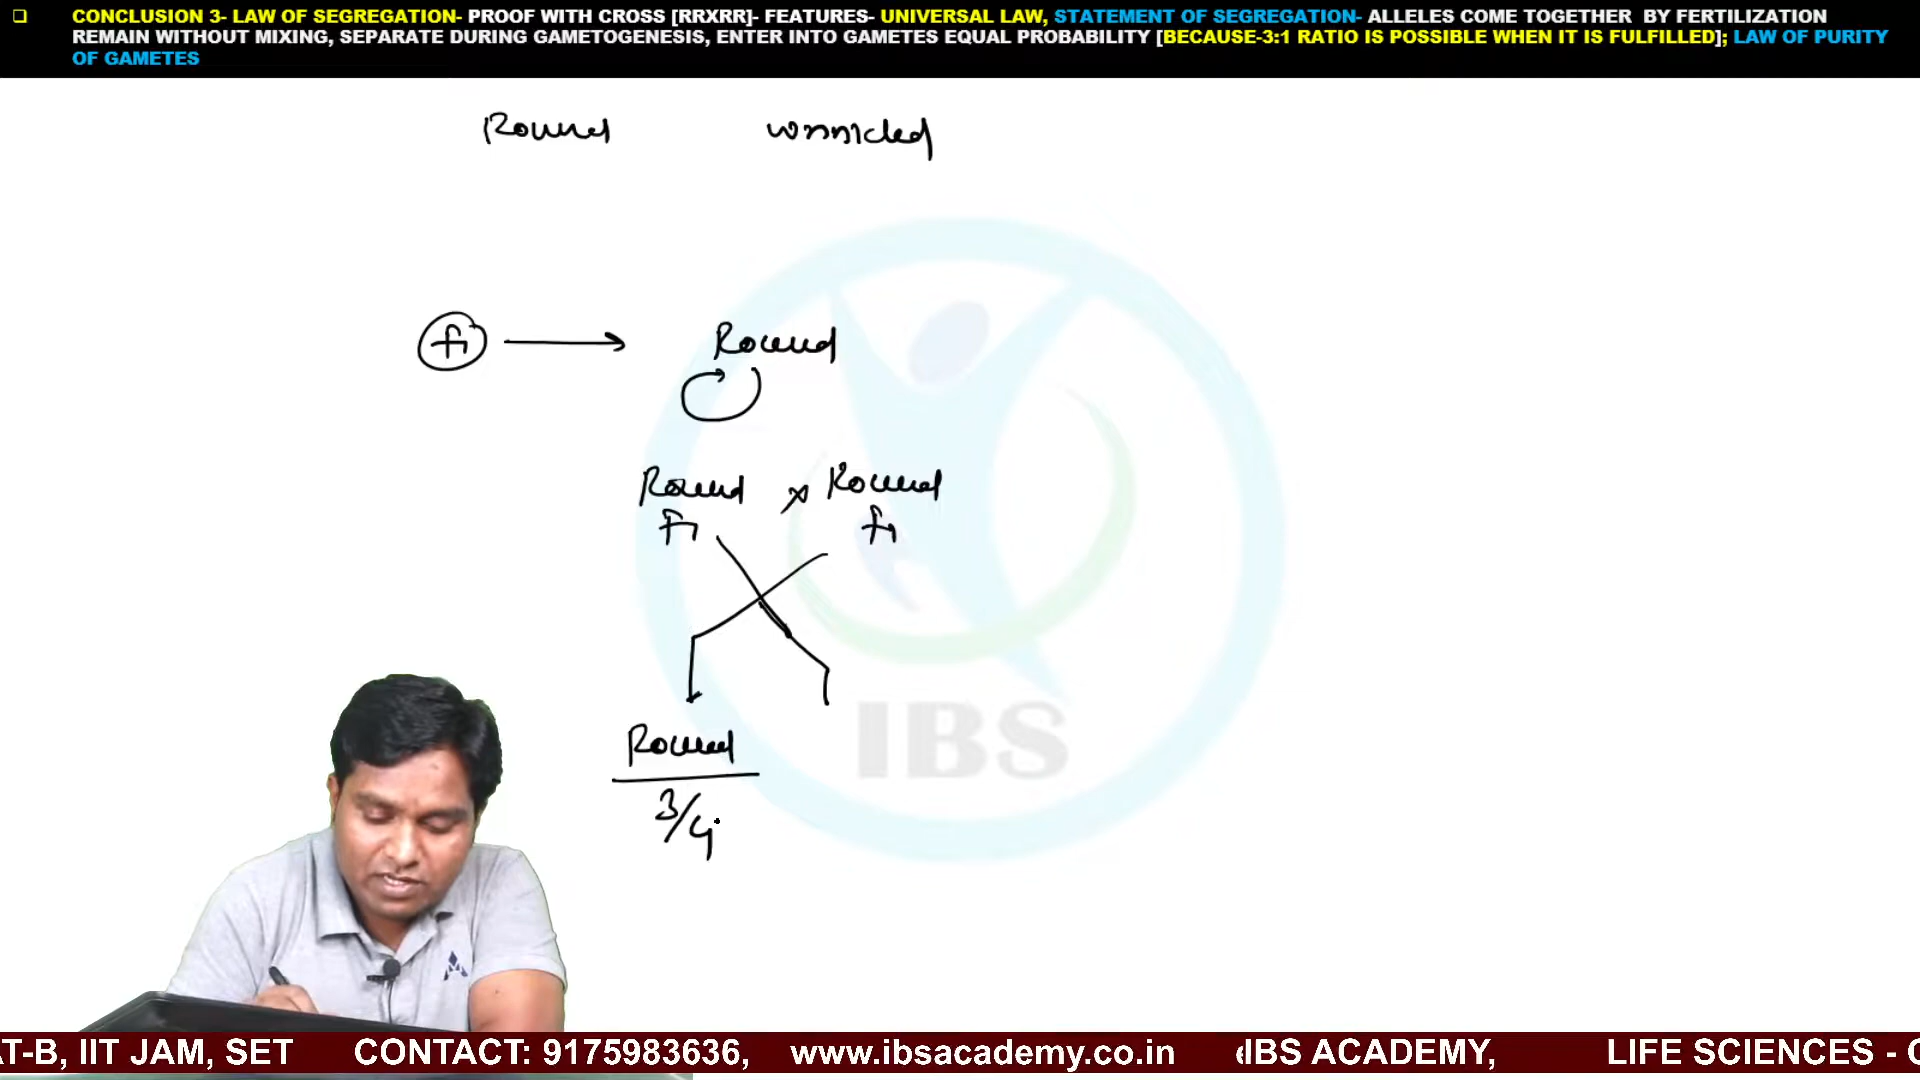 CONCLUSION 3- LAW OF SEGREGATION- PROOF WITH CROSS [RRXRR]- FEATURES- UNIVERSAL LAW, STATEMENT OF SEGREGATION- ALLELES COME TOGETHER BY FERTILIZATION
REMAIN WITHOUT MIXING, SEPARATE DURING GAMETOGENESIS, ENTER INTO GAMETES EQUAL PROBABILITY [BECAUSE-3:1 RATIO IS POSSIBLE WHEN IT IS FULFILLED]; LAW OF PURITY
OF GAMETES
Round
F1 → Round
Round x Round
F1 F1
IBS
Round
3/4
AT-B, IIT JAM, SET CONTACT: 9175983636, www.ibsacademy.co.in IBS ACADEMY, LIFE SCIENCES -